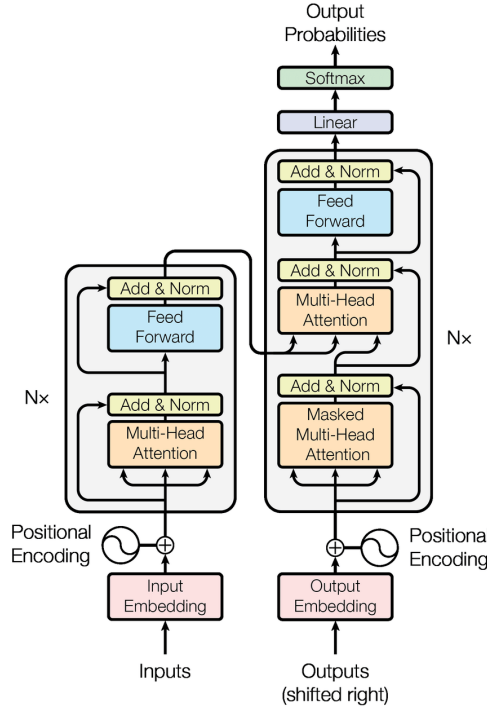 Output
Probabilities
Softmax
Linear
Add & Norm
Feed
Forward
Add & Norm
Multi-Head
Attention
Add & Norm
Masked
Multi-Head
Attention
Nx
Add & Norm
Feed
Forward
Add & Norm
Multi-Head
Attention
Nx
Positional
Encoding
Positional
Encoding
Input
Embedding
Output
Embedding
Inputs
Outputs
(shifted right)